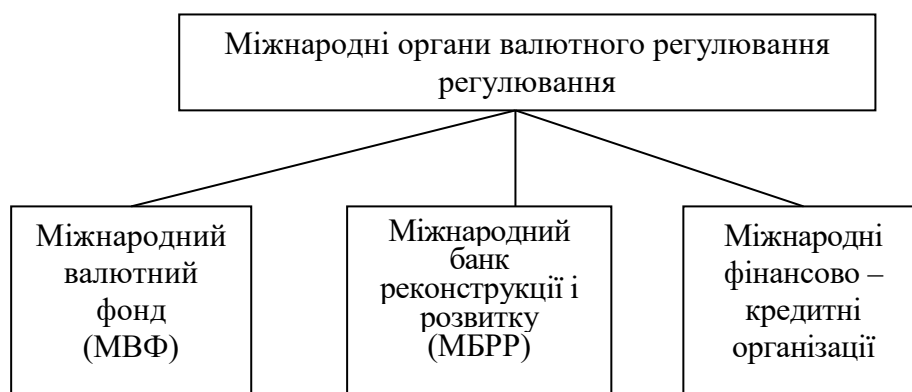 Міжнародні органи валютного регулювання
регулювання
Міжнародний
валютний
фонд
(МВФ)
Міжнародний
банк
реконструкції і
розвитку
(МБРР)
Міжнародні
фінансово –
кредитні
організації